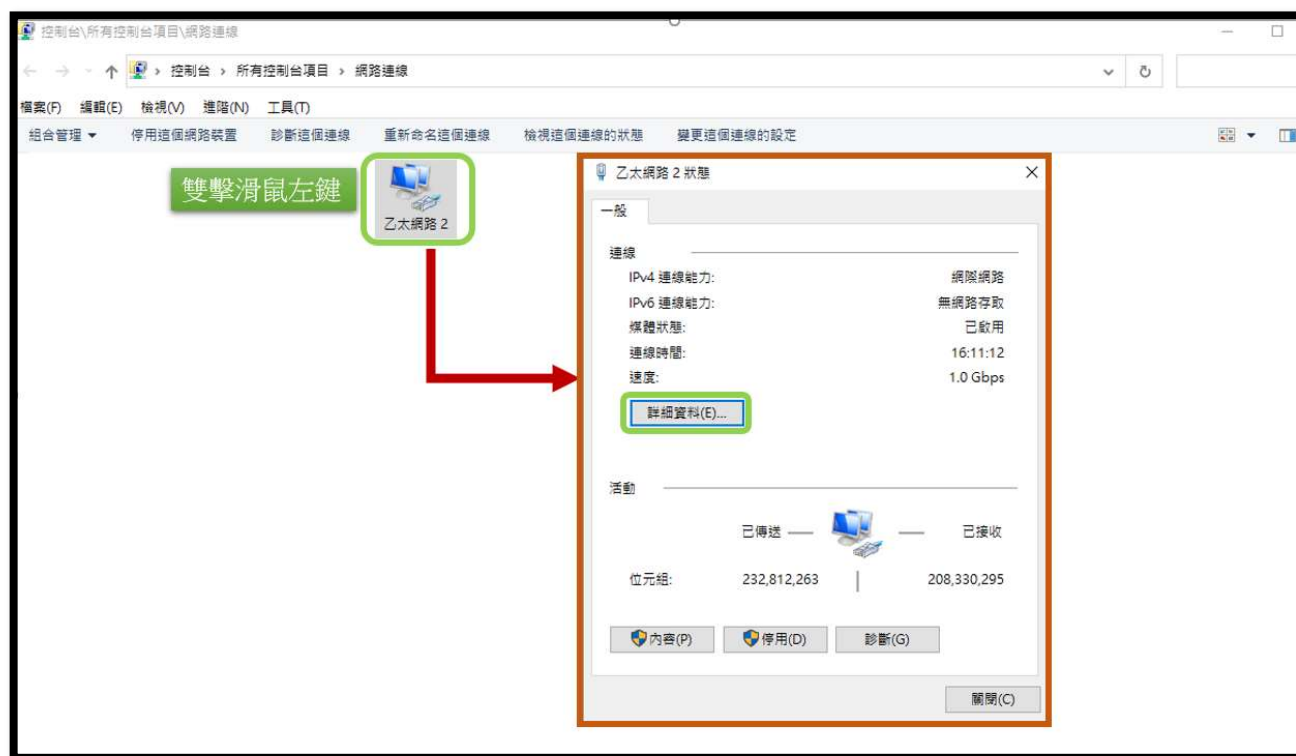 控制台\所有控制台項目\網路連線
控制台 › 所有控制台項目 › 網路連線
檔案(F) 編輯(E) 檢視(V) 進階(N) 工具(T)
組合管理 停用這個網路裝置 診斷這個連線 重新命名這個連線 檢視這個連線的狀態 變更這個連線的設定
雙擊滑鼠左鍵
乙太網路 2
乙太網路 2 狀態
一般
連線
IPv4 連線能力: 網際網路
IPv6 連線能力: 無網路存取
媒體狀態: 已啟用
連線時間: 16:11:12
速度: 1.0 Gbps
詳細資料(E)...
活動
已傳送 已接收
位元組: 232,812,263 208,330,295
內容(P) 停用(D) 診斷(G)
關閉(C)